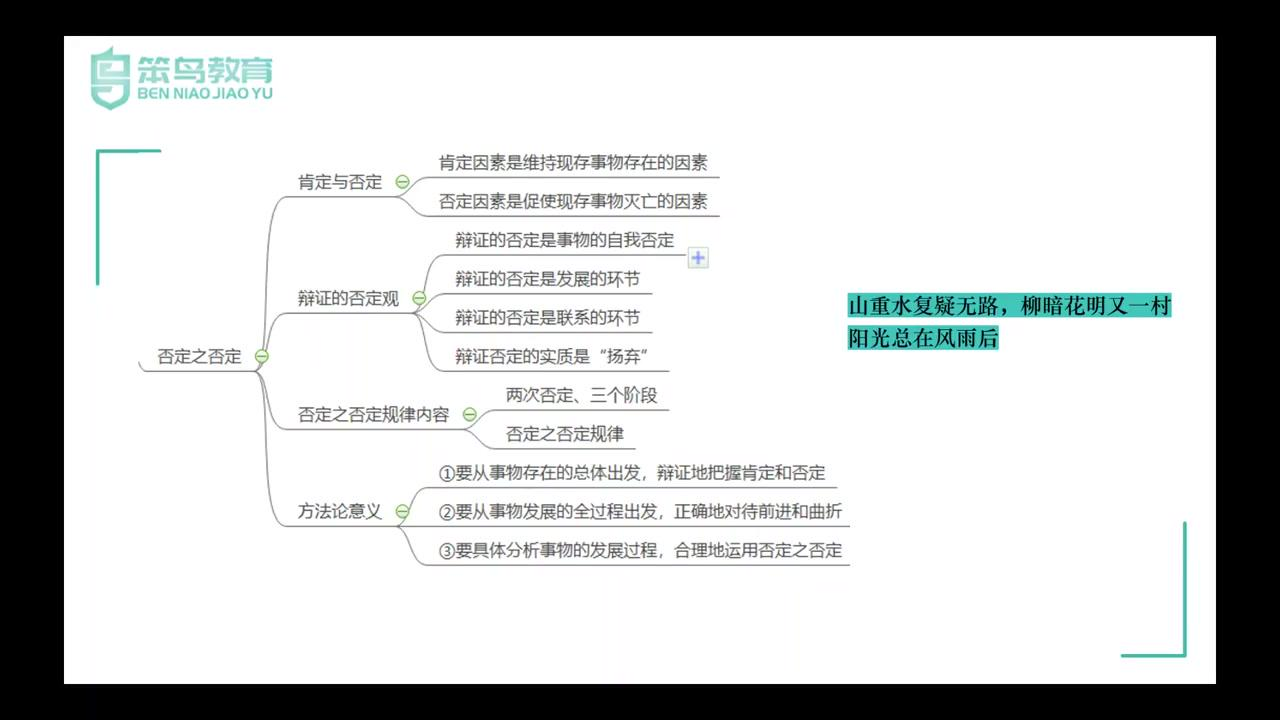 笨鸟教育
BEN NIAO JIAO YU
肯定因素是维持现存事物存在的因素
肯定与否定
否定因素是促使现存事物灭亡的因素
辩证的否定是事物的自我否定
辩证的否定是发展的环节
辩证的否定观
辩证的否定是联系的环节
辩证否定的实质是“扬弃”
否定之否定
两次否定、三个阶段
否定之否定规律内容
否定之否定规律
①要从事物存在的总体出发，辩证地把握肯定和否定
方法论意义
②要从事物发展的全过程出发，正确地对待前进和曲折
③要具体分析事物的发展过程，合理地运用否定之否定
山重水复疑无路，柳暗花明又一村
阳光总在风雨后